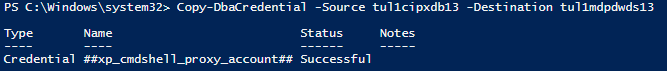 PS C:\Windows\system32> Copy-DbaCredential -Source tul1cipxdb13 -Destination tul1mdpdwds13
Type Name Status Notes
---- ---- ------ -----
Credential ##xp_cmdshell_proxy_account## Successful